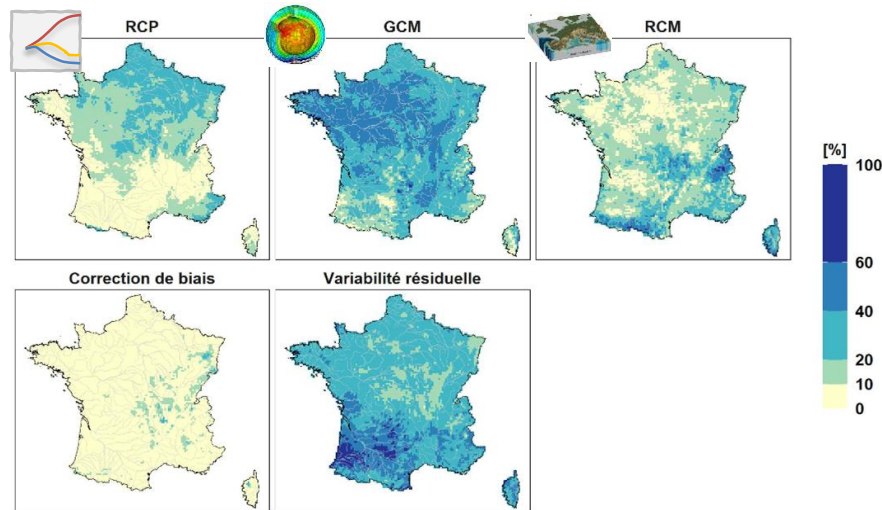 RCP
GCM
RCM
[%]
100
60
40
20
10
0
Correction de biais
Variabilité résiduelle